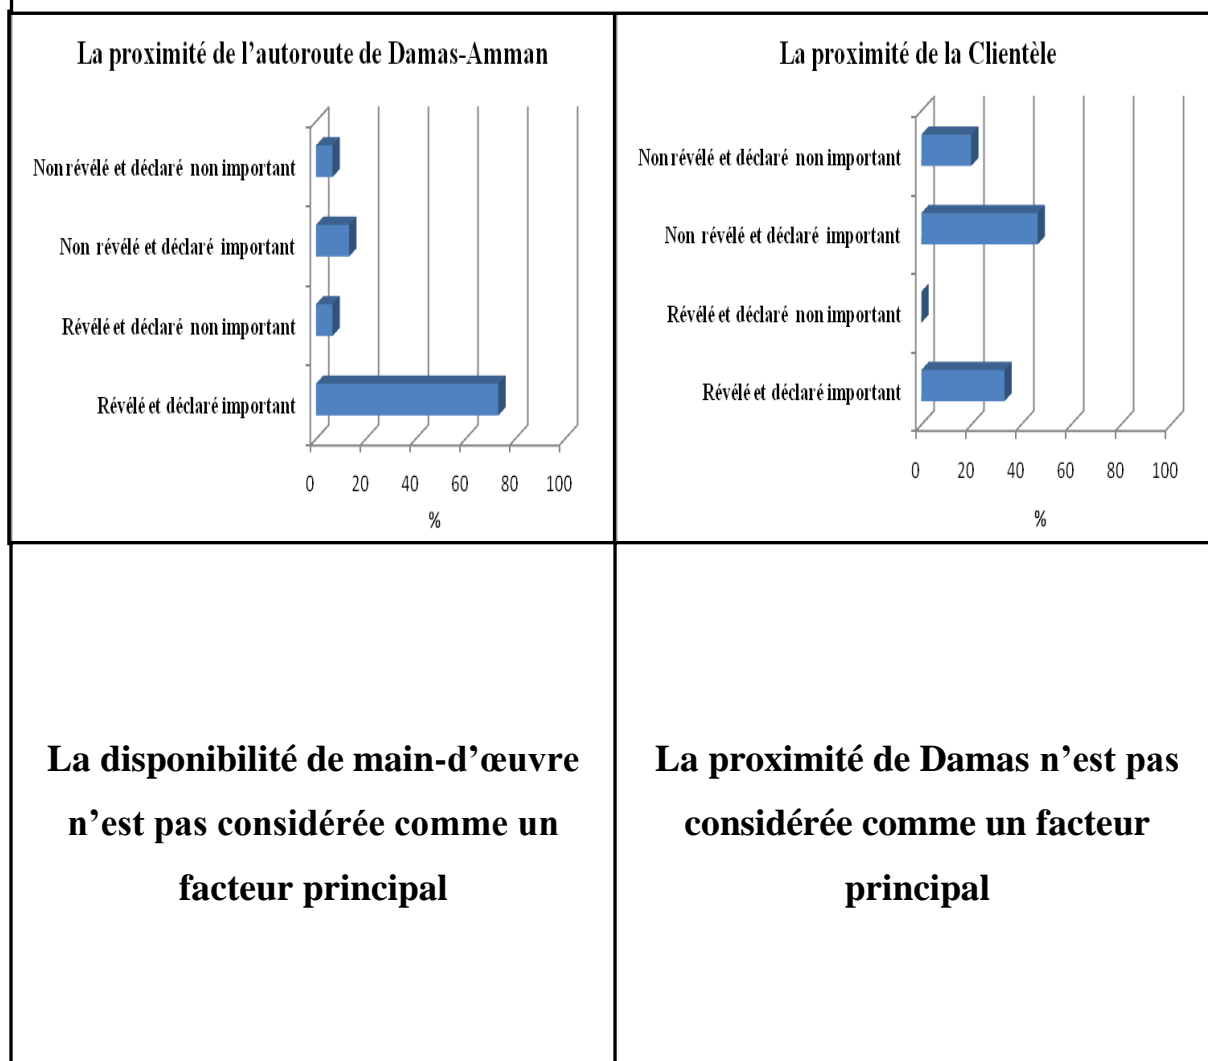 La proximité de l’autoroute de Damas-Amman
Non révélé et déclaré non important
Non révélé et déclaré important
Révélé et déclaré non important
Révélé et déclaré important
0 20 40 60 80 100
%
La proximité de la Clientèle
Non révélé et déclaré non important
Non révélé et déclaré important
Révélé et déclaré non important
Révélé et déclaré important
0 20 40 60 80 100
%
La disponibilité de main-d’œuvre
n’est pas considérée comme un
facteur principal
La proximité de Damas n’est pas
considérée comme un facteur
principal